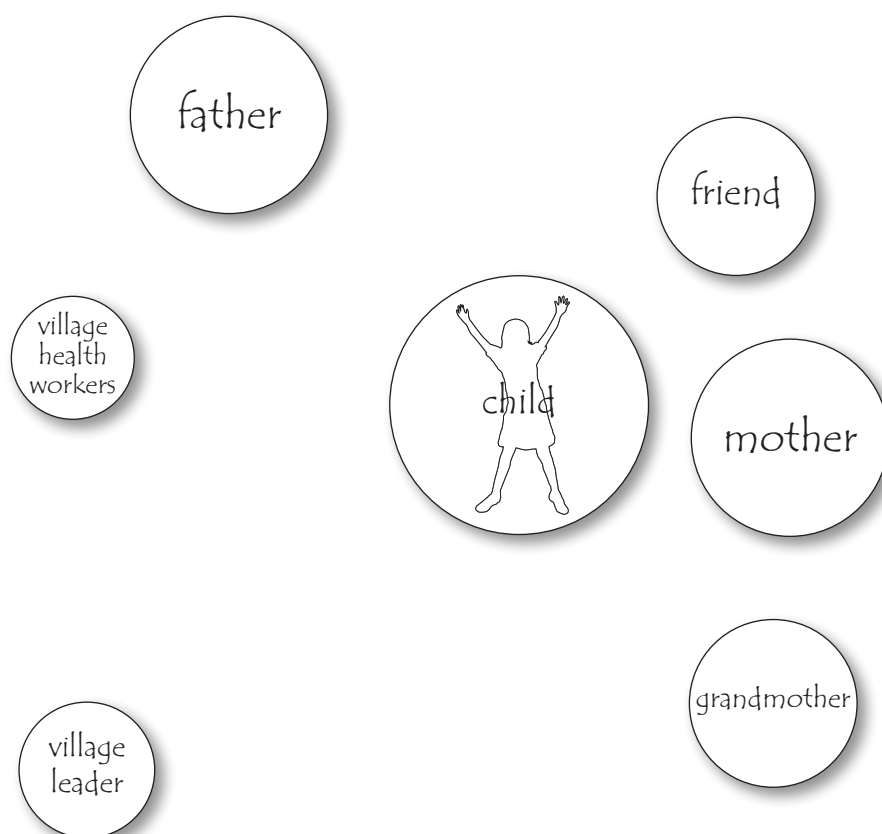 father
friend
village
health
workers
child
mother
grandmother
village
leader